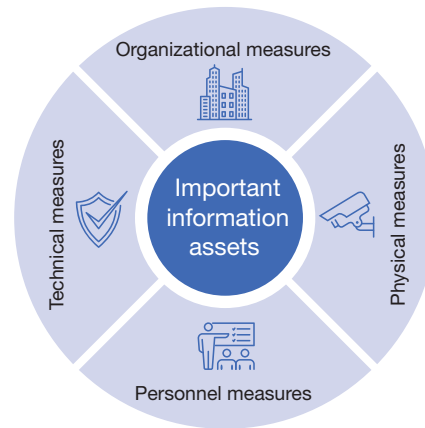 Organizational measures
Technical measures
Important
information
assets
Physical measures
Personnel measures